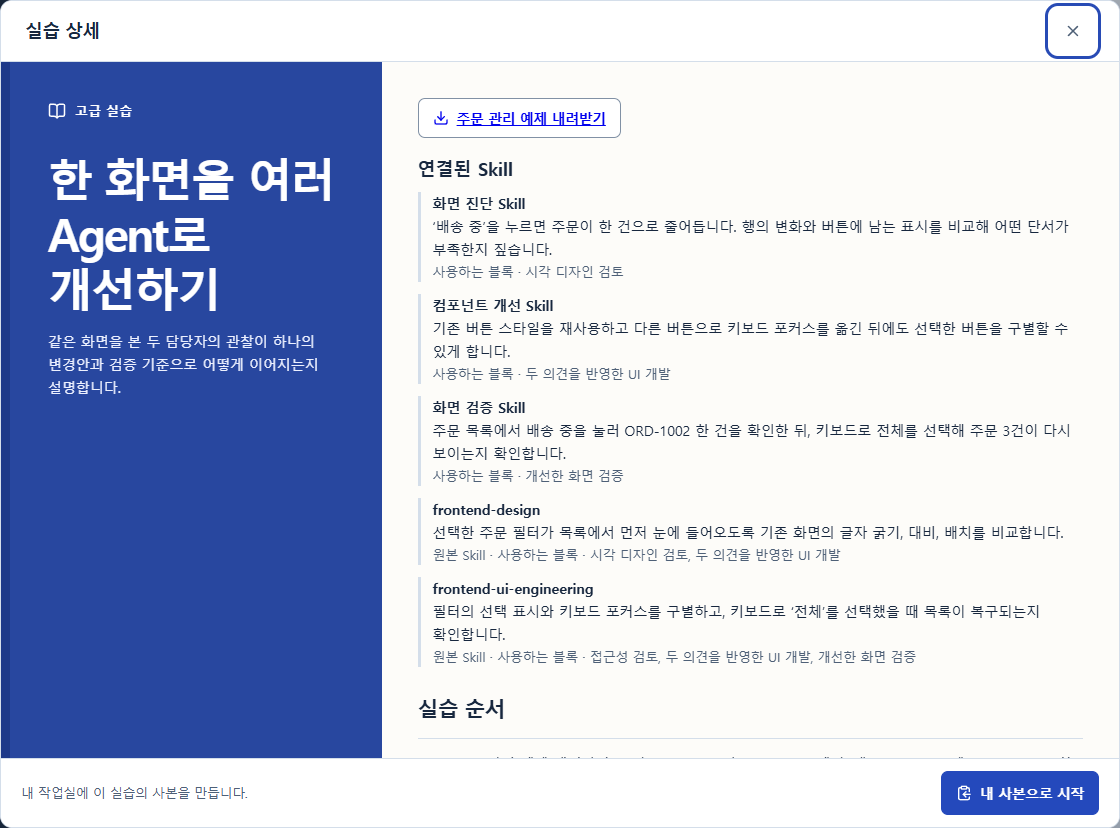 실습 상세
고급 실습
한 화면을 여러
Agent로
개선하기
같은 화면을 본 두 담당자의 관찰이 하나의
변경안과 검증 기준으로 어떻게 이어지는지
설명합니다.
주문 관리 예제 내려받기
연결된 Skill
화면 진단 Skill
‘배송 중’을 누르면 주문이 한 건으로 줄어듭니다. 행의 변화와 버튼에 남는 표시를 비교해 어떤 단서가
부족한지 짚습니다.
사용하는 블록 · 시각 디자인 검토
컴포넌트 개선 Skill
기존 버튼 스타일을 재사용하고 다른 버튼으로 키보드 포커스를 옮긴 뒤에도 선택한 버튼을 구별할 수
있게 합니다.
사용하는 블록 · 두 의견을 반영한 UI 개발
화면 검증 Skill
주문 목록에서 배송 중을 눌러 ORD-1002 한 건을 확인한 뒤, 키보드로 전체를 선택해 주문 3건이 다시
보이는지 확인합니다.
사용하는 블록 · 개선한 화면 검증
frontend-design
선택한 주문 필터가 목록에서 먼저 눈에 들어오도록 기존 화면의 글자 굵기, 대비, 배치를 비교합니다.
원본 Skill · 사용하는 블록 · 시각 디자인 검토, 두 의견을 반영한 UI 개발
frontend-ui-engineering
필터의 선택 표시와 키보드 포커스를 구별하고, 키보드로 ‘전체’를 선택했을 때 목록이 복구되는지
확인합니다.
원본 Skill · 사용하는 블록 · 접근성 검토, 두 의견을 반영한 UI 개발, 개선한 화면 검증
실습 순서
내 작업실에 이 실습의 사본을 만듭니다.
내 사본으로 시작